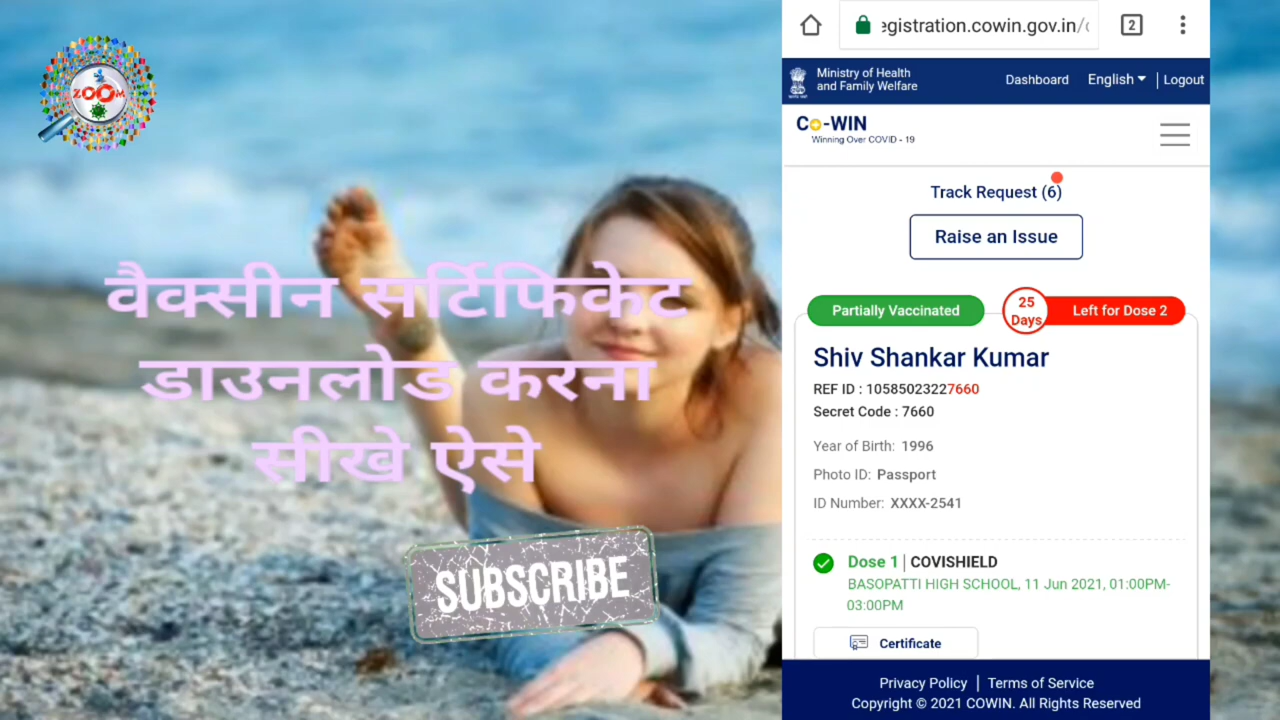 ZOOM
वैक्सीन सर्टिफिकेट
डाउनलोड करना
सीखे ऐसे
SUBSCRIBE
egistration.cowin.gov.in/
2
Ministry of Health
and Family Welfare
Dashboard English Logout
Co-WIN
Winning Over COVID - 19
Track Request (6)
Raise an Issue
Partially Vaccinated
25
Days
Left for Dose 2
Shiv Shankar Kumar
REF ID : 10585023227660
Secret Code : 7660
Year of Birth: 1996
Photo ID: Passport
ID Number: XXXX-2541
Dose 1 | COVISHIELD
BASOPATTI HIGH SCHOOL, 11 Jun 2021, 01:00PM-
03:00PM
Certificate
Privacy Policy | Terms of Service
Copyright © 2021 COWIN. All Rights Reserved